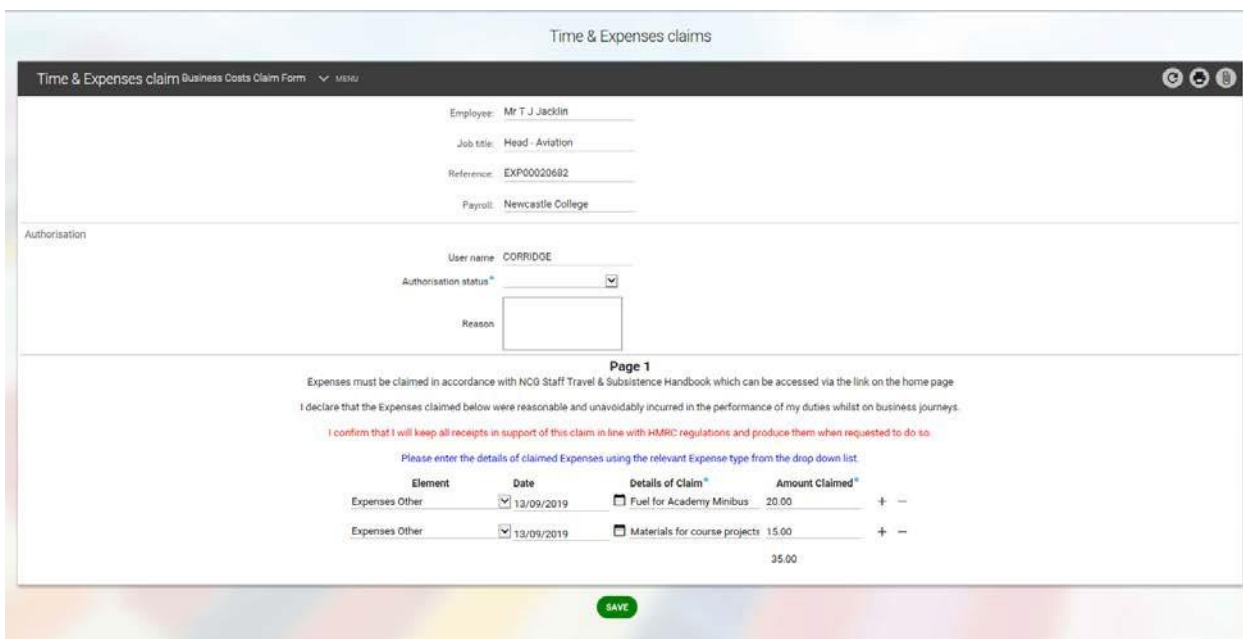 Time & Expenses claims
Time & Expenses claim Business Costs Claim Form MENU
Employee: Mr T J Jacklin
Job title: Head - Aviation
Reference: EXP00020682
Payroll: Newcastle College
Authorisation
User name CORRIDGE
Authorisation status*
Reason
Page 1
Expenses must be claimed in accordance with NCG Staff Travel & Subsistence Handbook which can be accessed via the link on the home page
I declare that the Expenses claimed below were reasonable and unavoidably incurred in the performance of my duties whilst on business journeys.
I confirm that I will keep all receipts in support of this claim in line with HMRC regulations and produce them when requested to do so.
Please enter the details of claimed Expenses using the relevant Expense type from the drop down list.
Element Date Details of Claim* Amount Claimed*
Expenses Other 13/09/2019 Fuel for Academy Minibus 20.00 + −
Expenses Other 13/09/2019 Materials for course projects 15.00 + −
35.00
SAVE